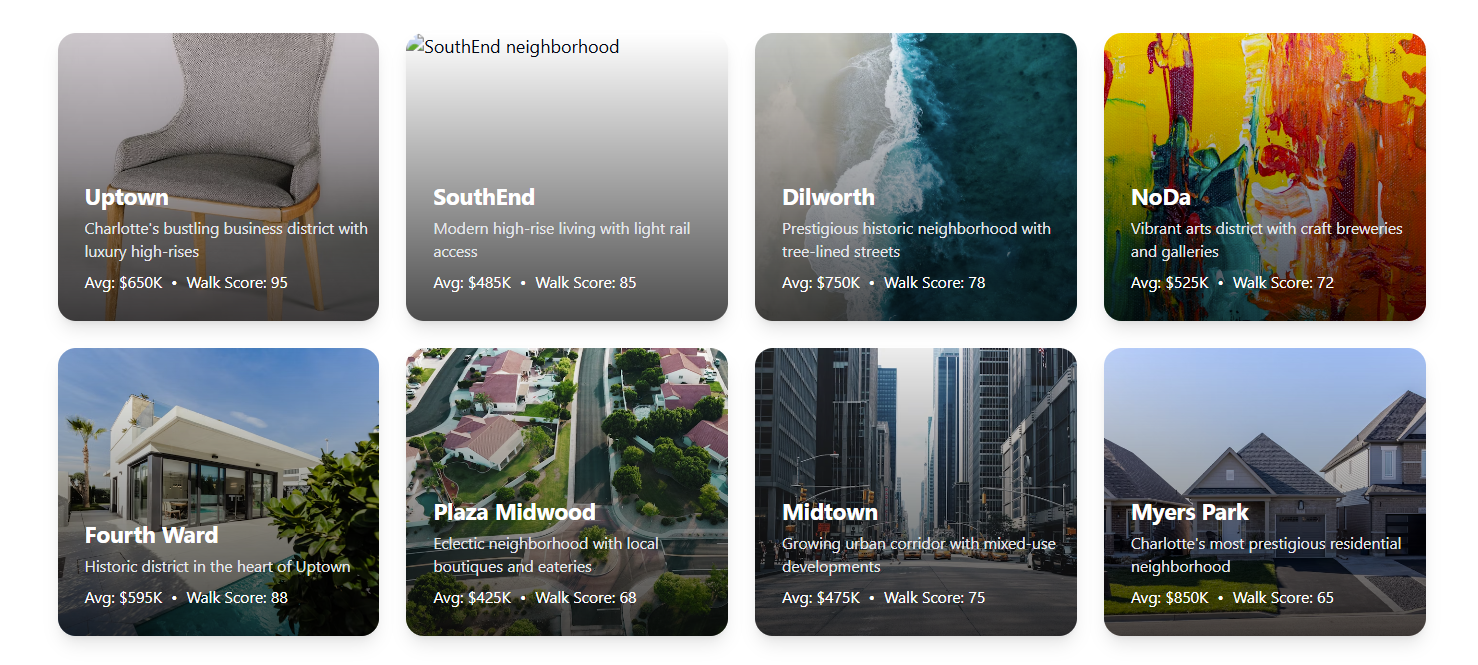 SouthEnd neighborhood
Uptown
Charlotte's bustling business district with
luxury high-rises
Avg: $650K • Walk Score: 95
SouthEnd
Modern high-rise living with light rail
access
Avg: $485K • Walk Score: 85
Dilworth
Prestigious historic neighborhood with
tree-lined streets
Avg: $750K • Walk Score: 78
NoDa
Vibrant arts district with craft breweries
and galleries
Avg: $525K • Walk Score: 72
Fourth Ward
Historic district in the heart of Uptown
Avg: $595K • Walk Score: 88
Plaza Midwood
Eclectic neighborhood with local
boutiques and eateries
Avg: $425K • Walk Score: 68
Midtown
Growing urban corridor with mixed-use
developments
Avg: $475K • Walk Score: 75
Myers Park
Charlotte's most prestigious residential
neighborhood
Avg: $850K • Walk Score: 65